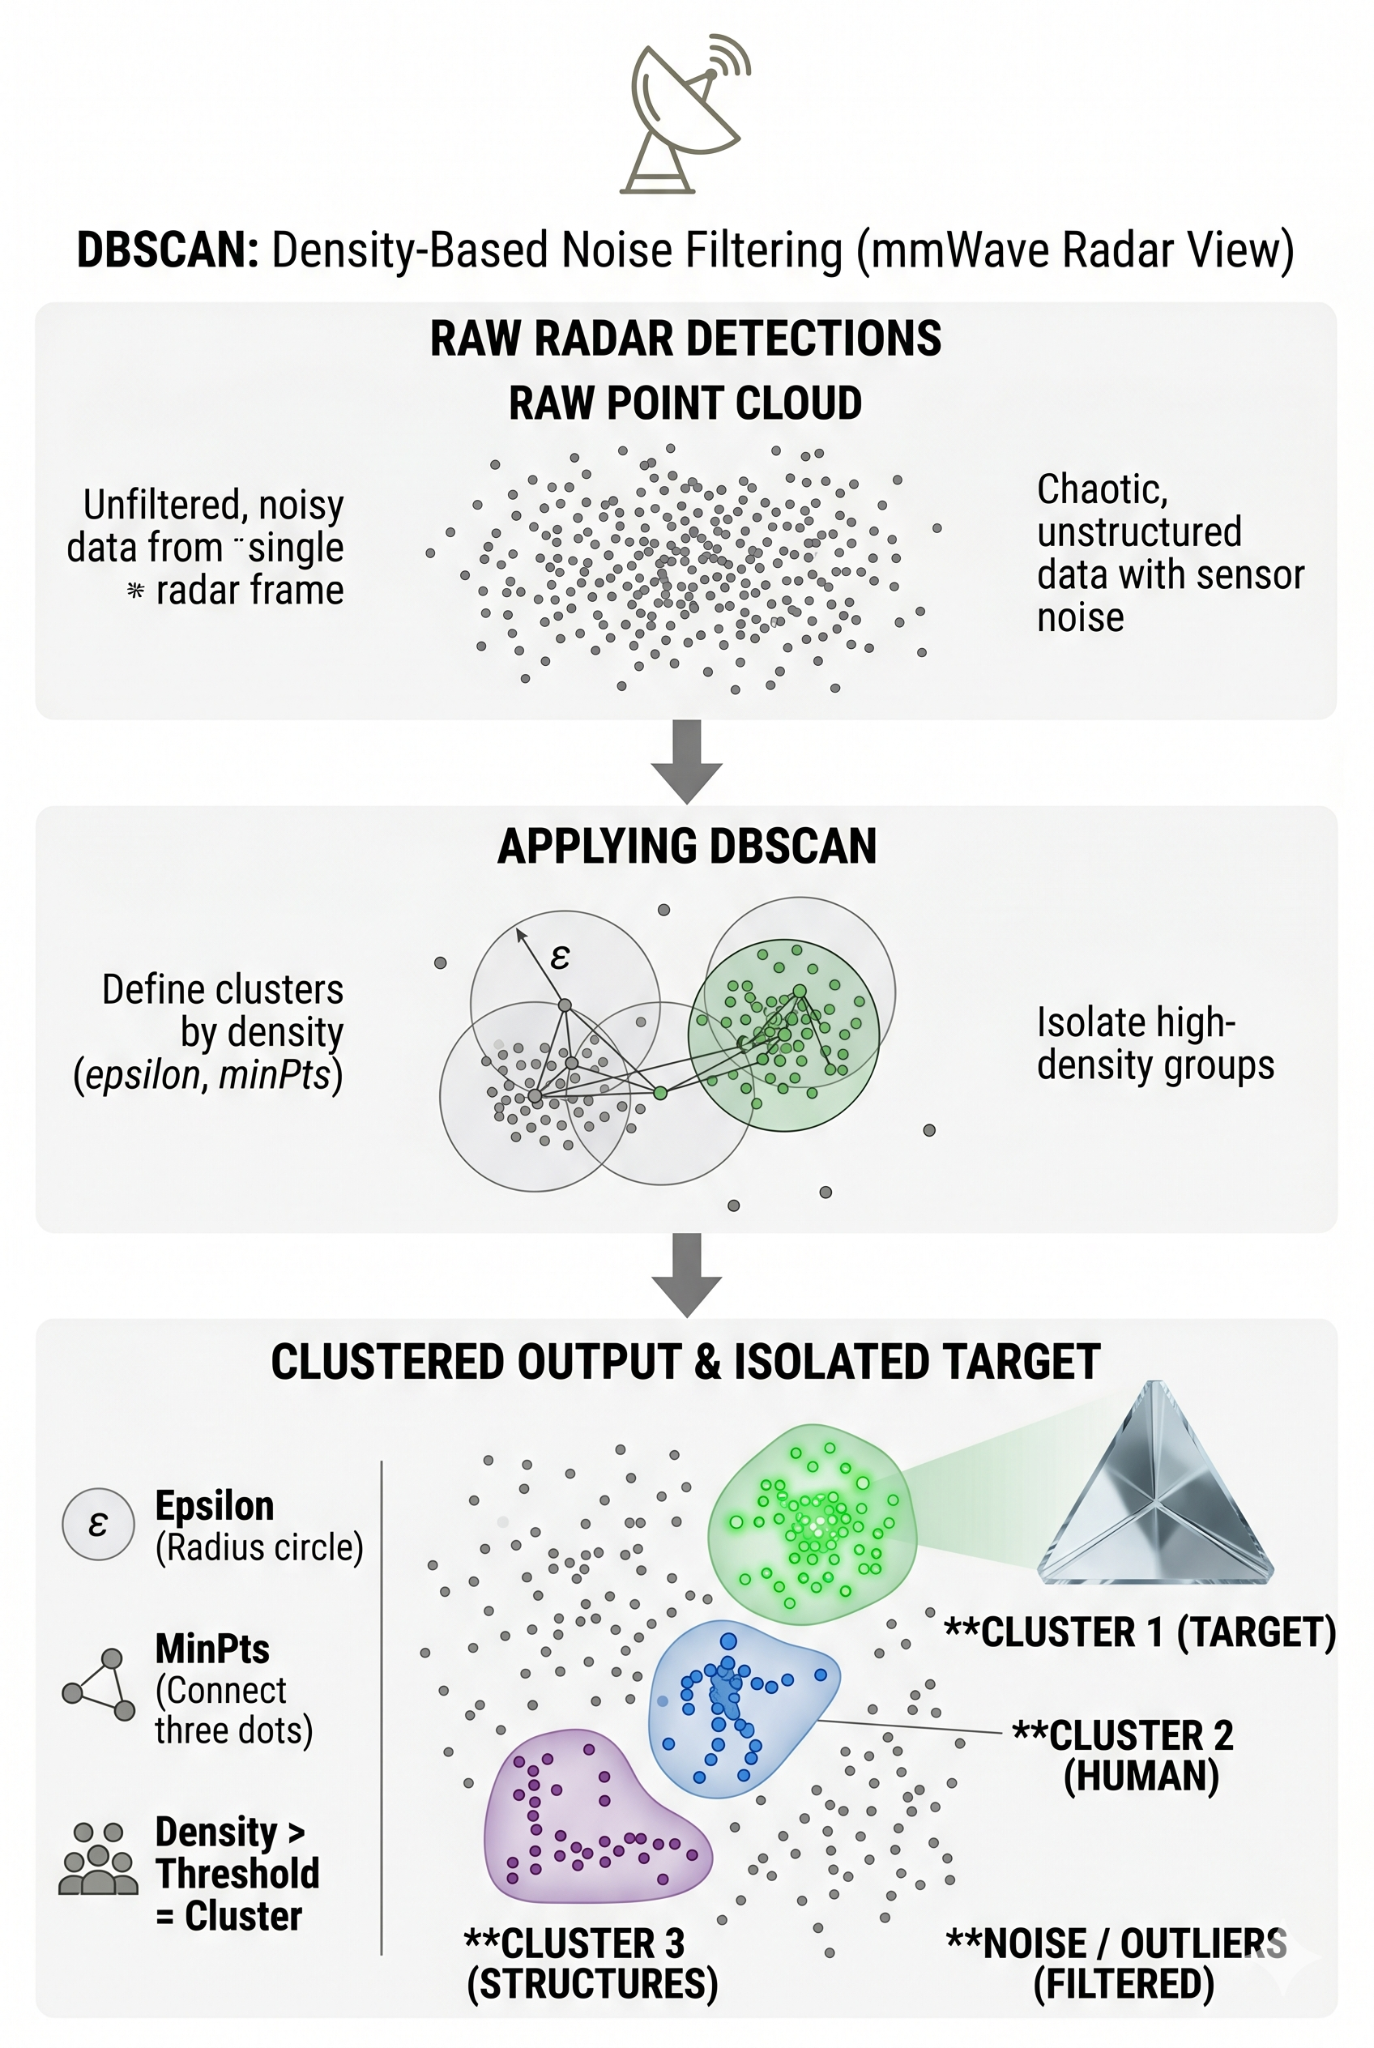 DBSCAN: Density-Based Noise Filtering (mmWave Radar View)
RAW RADAR DETECTIONS
RAW POINT CLOUD
Unfiltered, noisy
data from ¨single
* radar frame
Chaotic,
unstructured
data with sensor
noise
APPLYING DBSCAN
Define clusters
by density
(epsilon, minPts)
ε
Isolate high-
density groups
CLUSTERED OUTPUT & ISOLATED TARGET
ε
Epsilon
(Radius circle)
MinPts
(Connect
three dots)
Density >
Threshold
= Cluster
**CLUSTER 1 (TARGET)
**CLUSTER 2
(HUMAN)
**CLUSTER 3
(STRUCTURES)
**NOISE / OUTLIERS
(FILTERED)